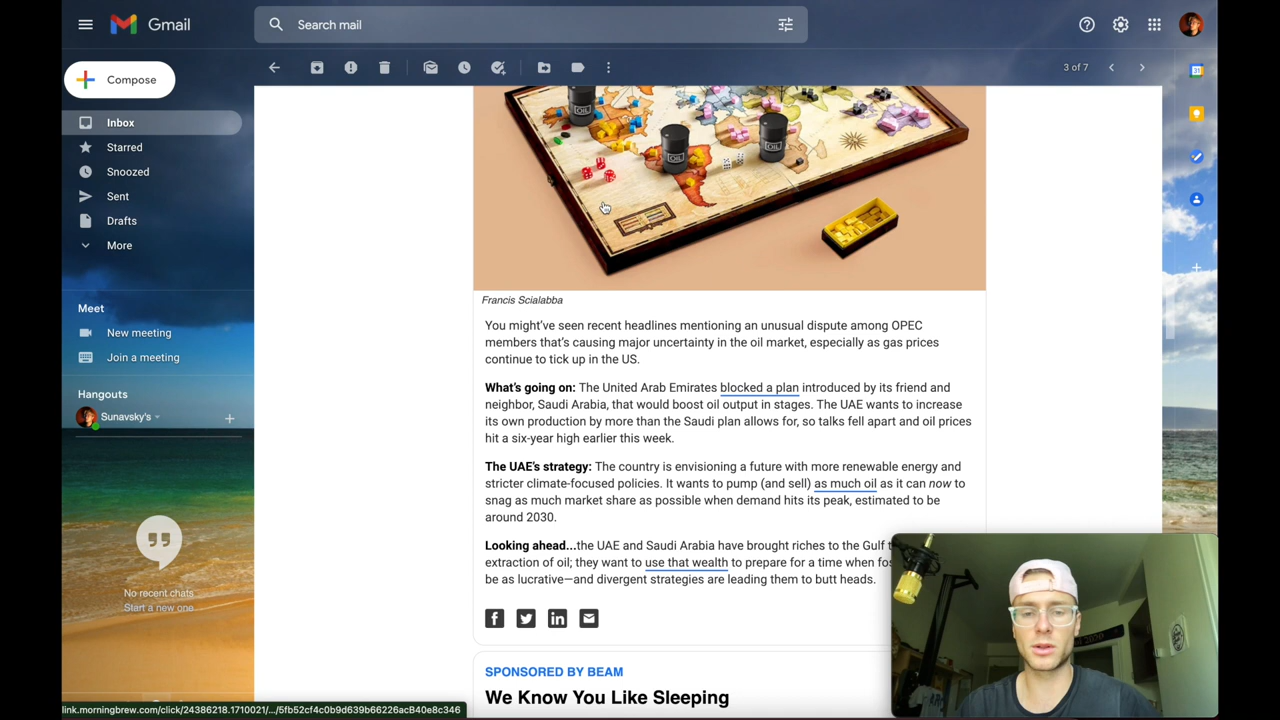 Gmail
Search mail
Compose
3 of 7
Inbox
Starred
Snoozed
Sent
Drafts
More
Meet
New meeting
Join a meeting
Hangouts
Sunavsky's
No recent chats
Start a new one
OIL
OIL
OIL
Francis Scialabba
You might've seen recent headlines mentioning an unusual dispute among OPEC
members that's causing major uncertainty in the oil market, especially as gas prices
continue to tick up in the US.
What's going on: The United Arab Emirates blocked a plan introduced by its friend and
neighbor, Saudi Arabia, that would boost oil output in stages. The UAE wants to increase
its own production by more than the Saudi plan allows for, so talks fell apart and oil prices
hit a six-year high earlier this week.
The UAE's strategy: The country is envisioning a future with more renewable energy and
stricter climate-focused policies. It wants to pump (and sell) as much oil as it can now to
snag as much market share as possible when demand hits its peak, estimated to be
around 2030.
Looking ahead...the UAE and Saudi Arabia have brought riches to the Gulf
extraction of oil; they want to use that wealth to prepare for a time when
be as lucrative—and divergent strategies are leading them to butt heads.
SPONSORED BY BEAM
We Know You Like Sleeping
link.morningbrew.com/click/24386218.1710021/.../5fb52cf4c0b9d639b66226acB40e8c346